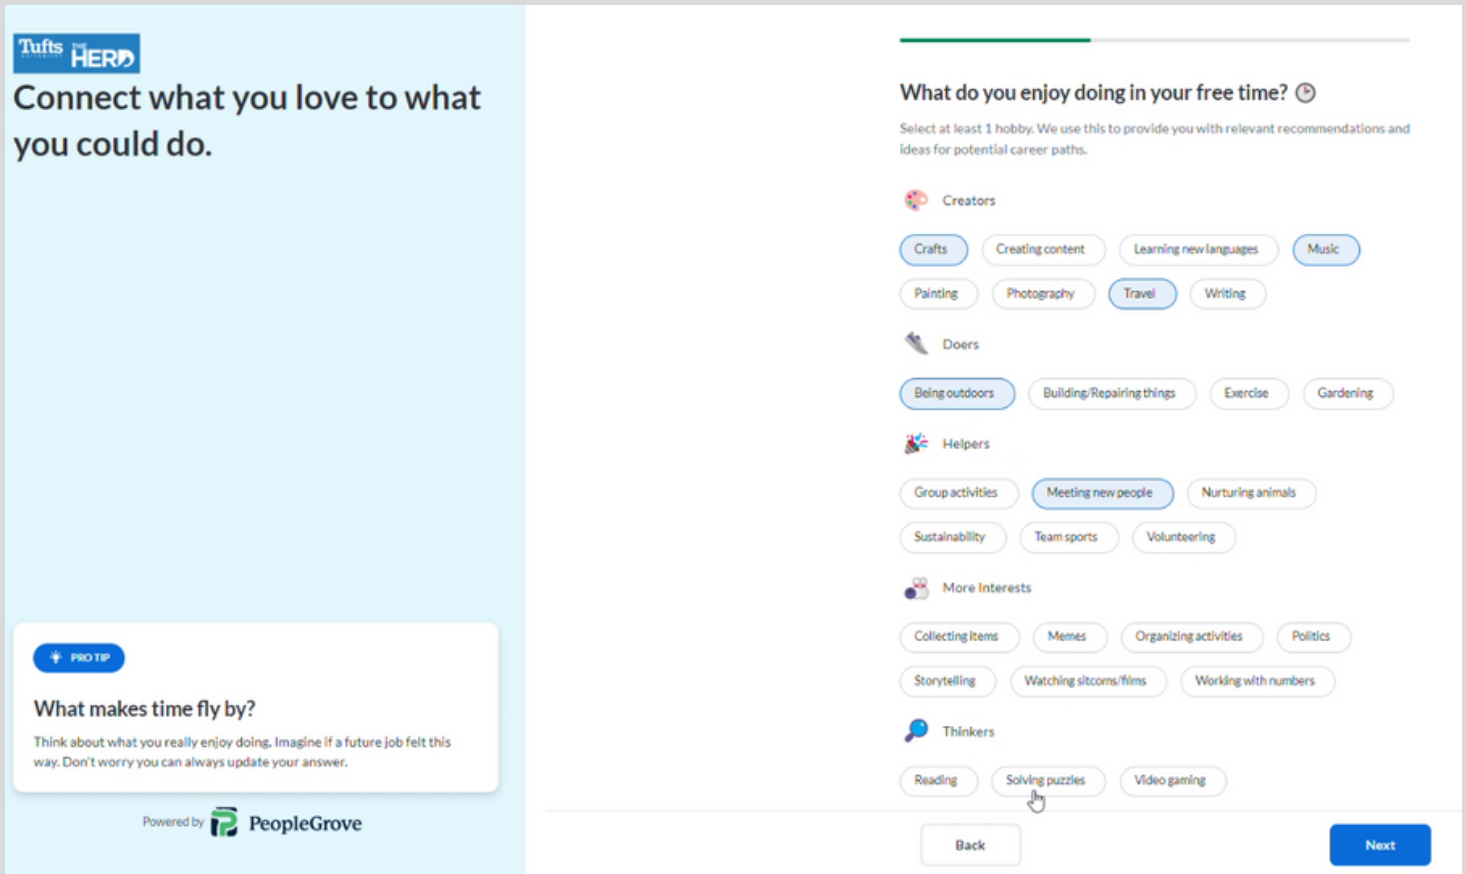 Tufts
THE
HERD
Connect what you love to what
you could do.
PRO TIP
What makes time fly by?
Think about what you really enjoy doing. Imagine if a future job felt this
way. Don't worry you can always update your answer.
Powered by PeopleGrove
What do you enjoy doing in your free time?
Select at least 1 hobby. We use this to provide you with relevant recommendations and
ideas for potential career paths.
Creators
Crafts Creating content Learning new languages Music
Painting Photography Travel Writing
Doers
Being outdoors Building/Repairing things Exercise Gardening
Helpers
Group activities Meeting new people Nurturing animals
Sustainability Team sports Volunteering
More Interests
Collecting items Memes Organizing activities Politics
Storytelling Watching sitcoms/films Working with numbers
Thinkers
Reading Solving puzzles Video gaming
Back Next